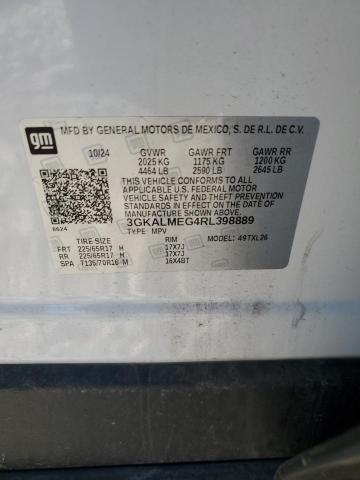 gm
MFD BY GENERAL MOTORS DE MEXICO, S. DE R.L. DE C.V.
10/24 GVWR GAWR FRT GAWR RR
2025 KG 1175 KG 1200 KG
4464 LB 2590 LB 2645 LB
THIS VEHICLE CONFORMS TO ALL
APPLICABLE U.S. FEDERAL MOTOR
VEHICLE SAFETY, BUMPER, AND
THEFT PREVENTION STANDARDS
IN EFFECT ON THE DATE OF
MANUFACTURE SHOWN ABOVE.
3GKALMEG4RL398889
6624 TYPE: MPV MODEL: 49TXL26
TIRE SIZE RIM
FRT 225/65R17 H 17X7J
RR 225/65R17 H 17X7J
SPA T135/70R16 M 16X4BT